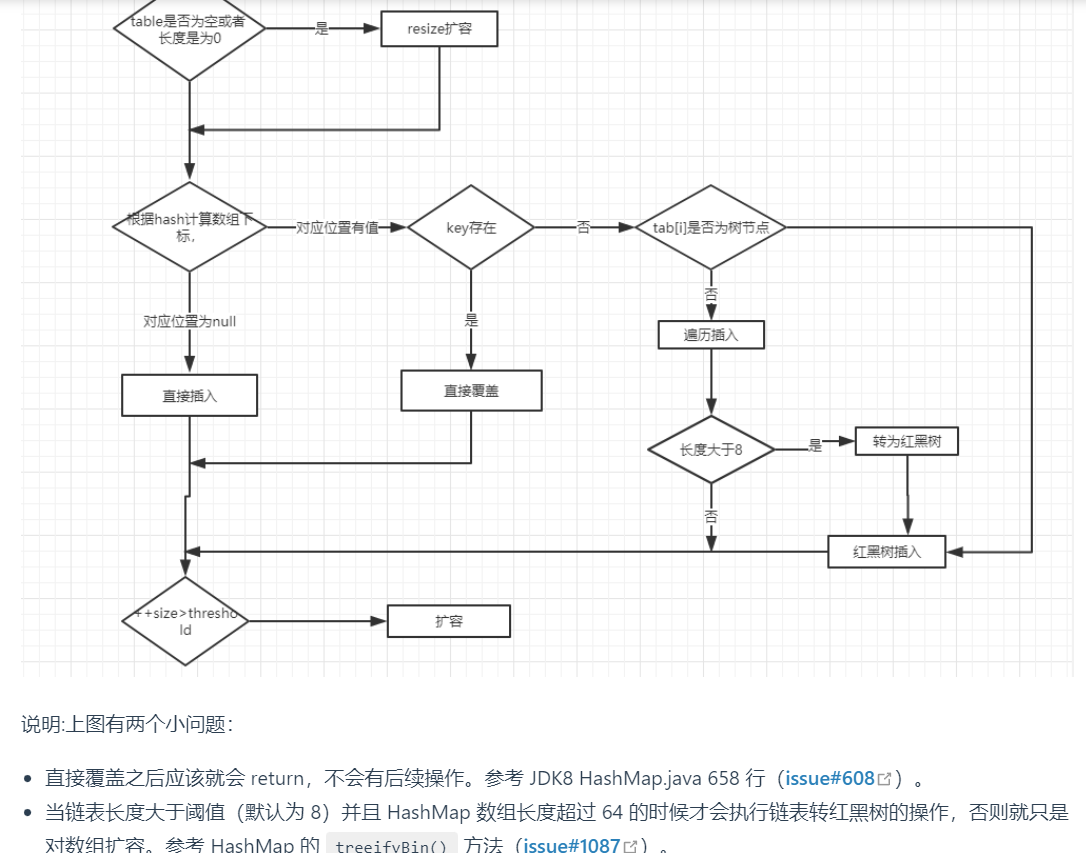 table是否为空或者
长度是为0
是
resize扩容
根据hash计算数组下
标，
对应位置有值
key存在
否
tab[i]是否为树节点
对应位置为null
是
否
遍历插入
直接插入
直接覆盖
长度大于8
是
转为红黑树
否
红黑树插入
++size>thresho
ld
扩容
说明:上图有两个小问题：
直接覆盖之后应该就会 return，不会有后续操作。参考 JDK8 HashMap.java 658 行（issue#608）。
当链表长度大于阈值（默认为 8）并且 HashMap 数组长度超过 64 的时候才会执行链表转红黑树的操作，否则就只是
对数组扩容。参考 HashMap 的 treeifyBin() 方法（issue#1087）。